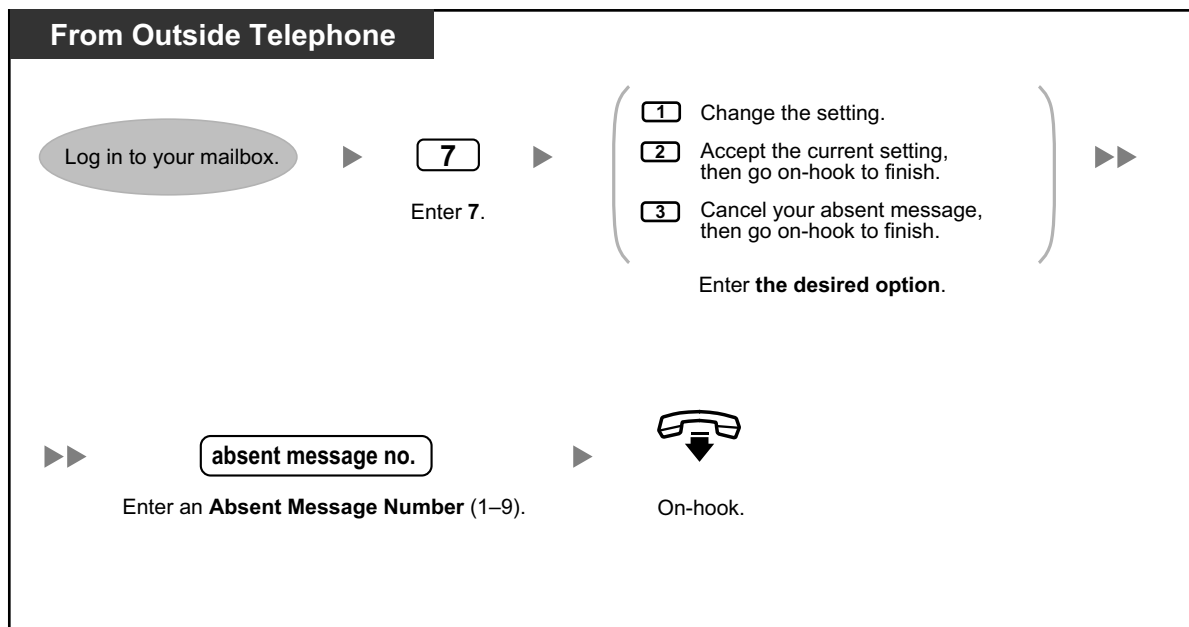 From Outside Telephone
Log in to your mailbox.
7
Enter 7.
1 Change the setting.
2 Accept the current setting,
then go on-hook to finish.
3 Cancel your absent message,
then go on-hook to finish.
Enter the desired option.
absent message no.
Enter an Absent Message Number (1–9).
On-hook.